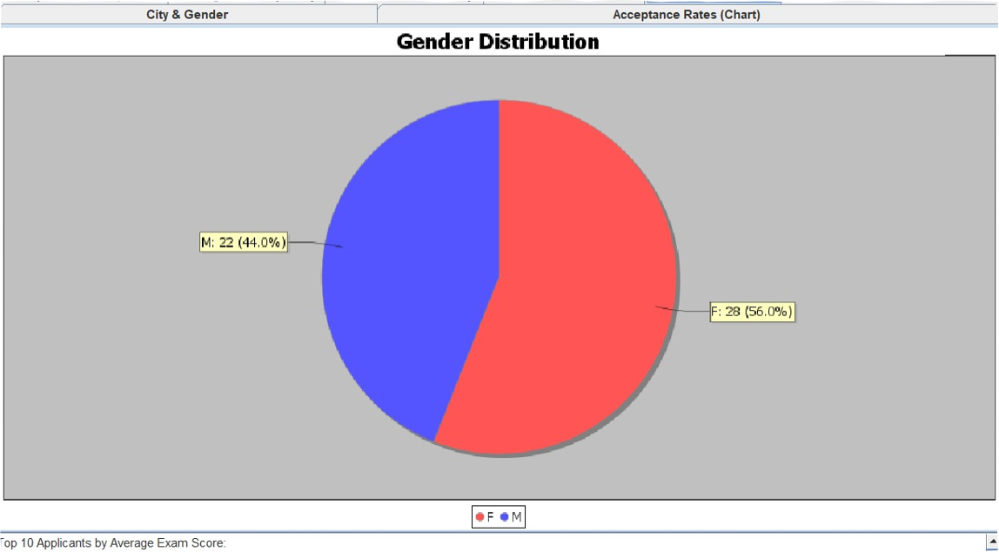 City & Gender
Acceptance Rates (Chart)
Gender Distribution
M: 22 (44.0%)
F: 28 (56.0%)
F M
Top 10 Applicants by Average Exam Score: